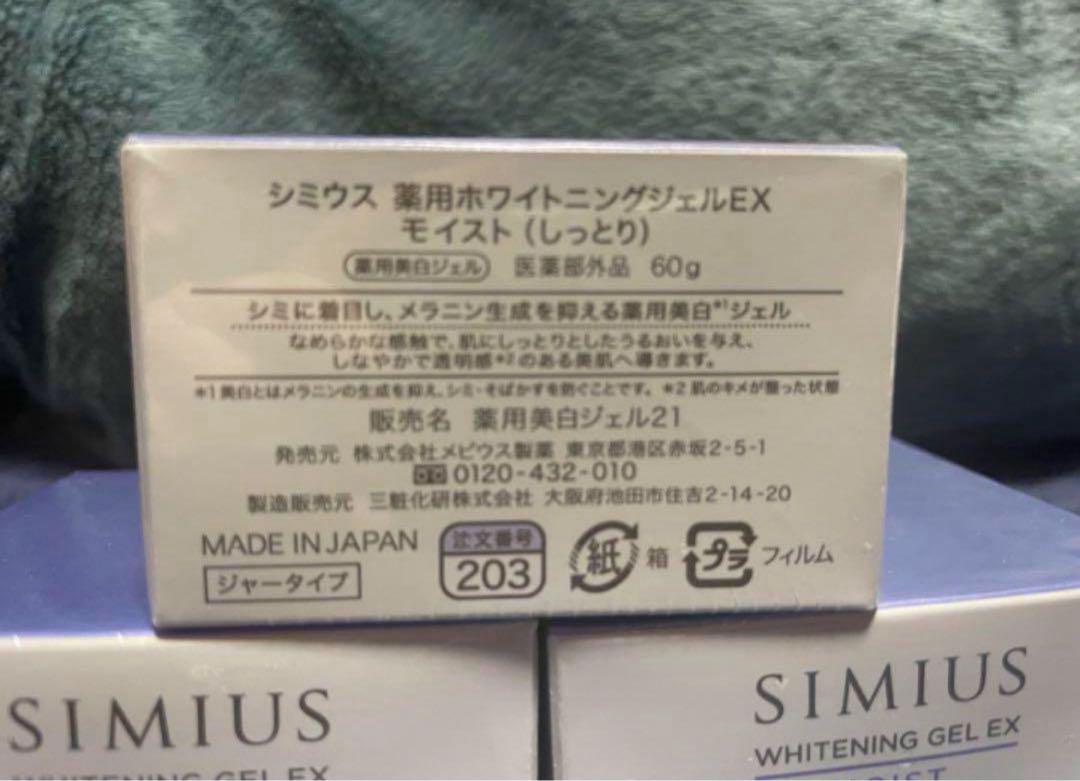 シミウス 薬用ホワイトニングジェルEX
モイスト(しっとり)
薬用美白ジェル 医薬部外品 60g
シミに着目し、メラニン生成を抑える薬用美白*1ジェル
なめらかな感触で、肌にしっとりとしたうるおいを与え、
しなやかで透明感*2のある美肌へ導きます。
*1 美白とはメラニンの生成を抑え、シミ・そばかすを防ぐことです。 *2 肌のキメが整った状態
販売名 薬用美白ジェル21
発売元 株式会社メビウス製薬 東京都港区赤坂2-5-1
0120-432-010
製造販売元 三粧化研株式会社 大阪府池田市住吉2-14-20
MADE IN JAPAN
ジャータイプ
注文番号
203
紙 箱
プラ フィルム
SIMIUS
WHITENING GEL EX
SIMIUS
WHITENING GEL EX